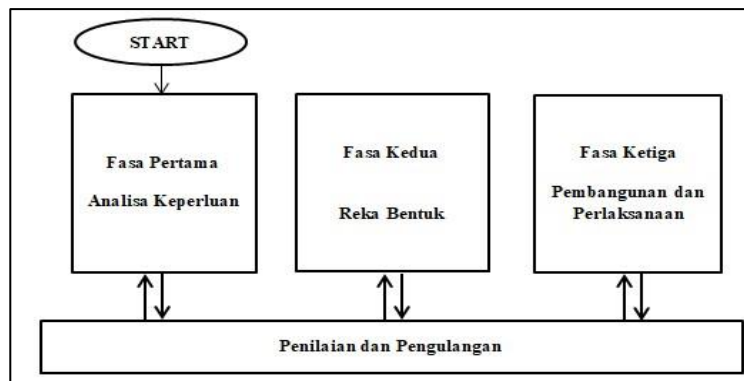 START
Fasa Pertama
Analisa Keperluan
Fasa Kedua
Reka Bentuk
Fasa Ketiga
Pembangunan dan
Perlaksanaan
Penilaian dan Pengulangan